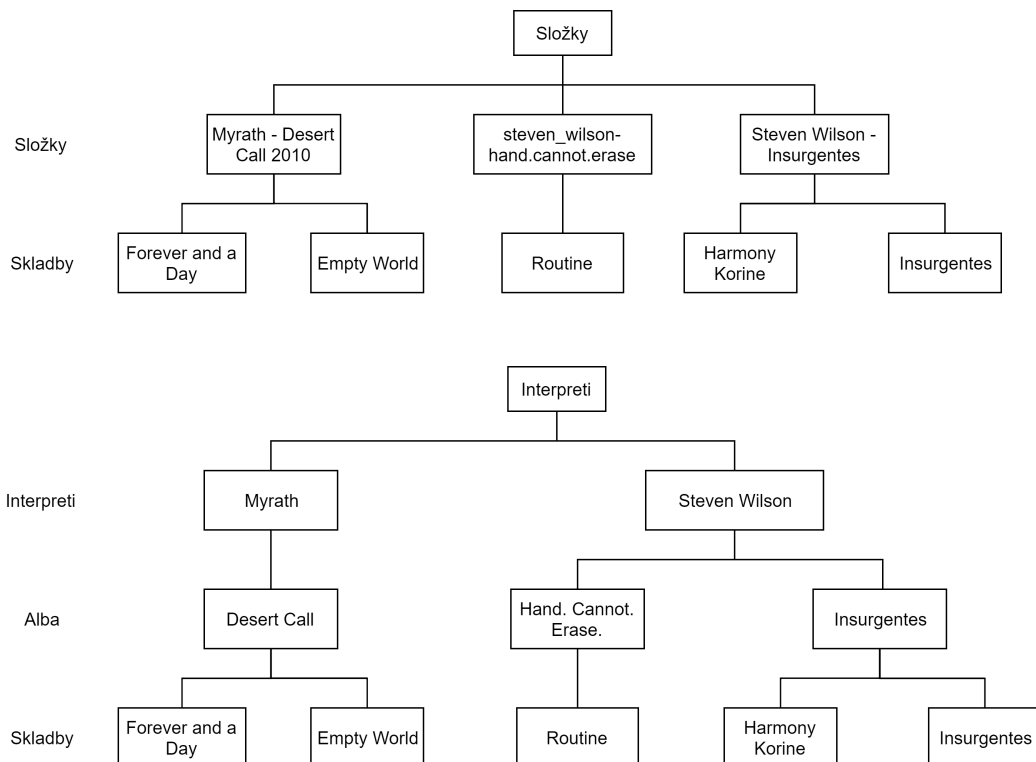 Složky
Složky
Myrath - Desert
Call 2010
steven_wilson-
hand.cannot.erase
Steven Wilson -
Insurgentes
Skladby
Forever and a
Day
Empty World
Routine
Harmony
Korine
Insurgentes
Interpreti
Interpreti
Myrath
Steven Wilson
Alba
Desert Call
Hand. Cannot.
Erase.
Insurgentes
Skladby
Forever and a
Day
Empty World
Routine
Harmony
Korine
Insurgentes